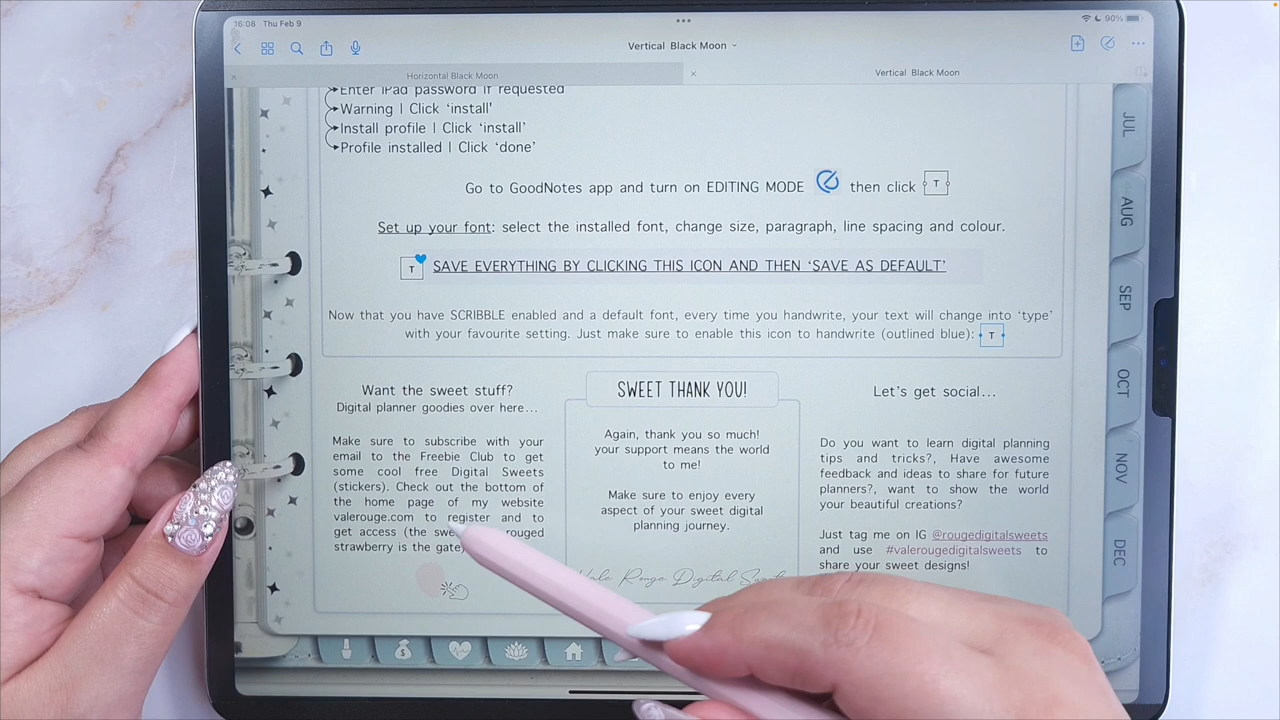 16:08 Thu Feb 9
90%
Vertical Black Moon
Horizontal Black Moon
Vertical Black Moon
Enter iPad password if requested
Warning | Click ‘install'
Install profile | Click ‘install’
Profile installed | Click ‘done’
Go to GoodNotes app and turn on EDITING MODE then click T
Set up your font: select the installed font, change size, paragraph, line spacing and colour.
T SAVE EVERYTHING BY CLICKING THIS ICON AND THEN ‘SAVE AS DEFAULT’
Now that you have SCRIBBLE enabled and a default font, every time you handwrite, your text will change into ‘type’
with your favourite setting. Just make sure to enable this icon to handwrite (outlined blue): T
Want the sweet stuff?
Digital planner goodies over here...
Make sure to subscribe with your
email to the Freebie Club to get
some cool free Digital Sweets
(stickers). Check out the bottom of
the home page of my website
valerouge.com to register and to
get access (the rouged
strawberry is the gate)
SWEET THANK YOU!
Again, thank you so much!
your support means the world
to me!
Make sure to enjoy every
aspect of your sweet digital
planning journey.
Vale Rouge Digital
Let’s get social...
Do you want to learn digital planning
tips and tricks?, Have awesome
feedback and ideas to share for future
planners?, want to show the world
your beautiful creations?
Just tag me on IG @rougedigitalsweets
and use #valerougedigitalsweets to
share your sweet designs!
JUL
AUG
SEP
OCT
NOV
DEC